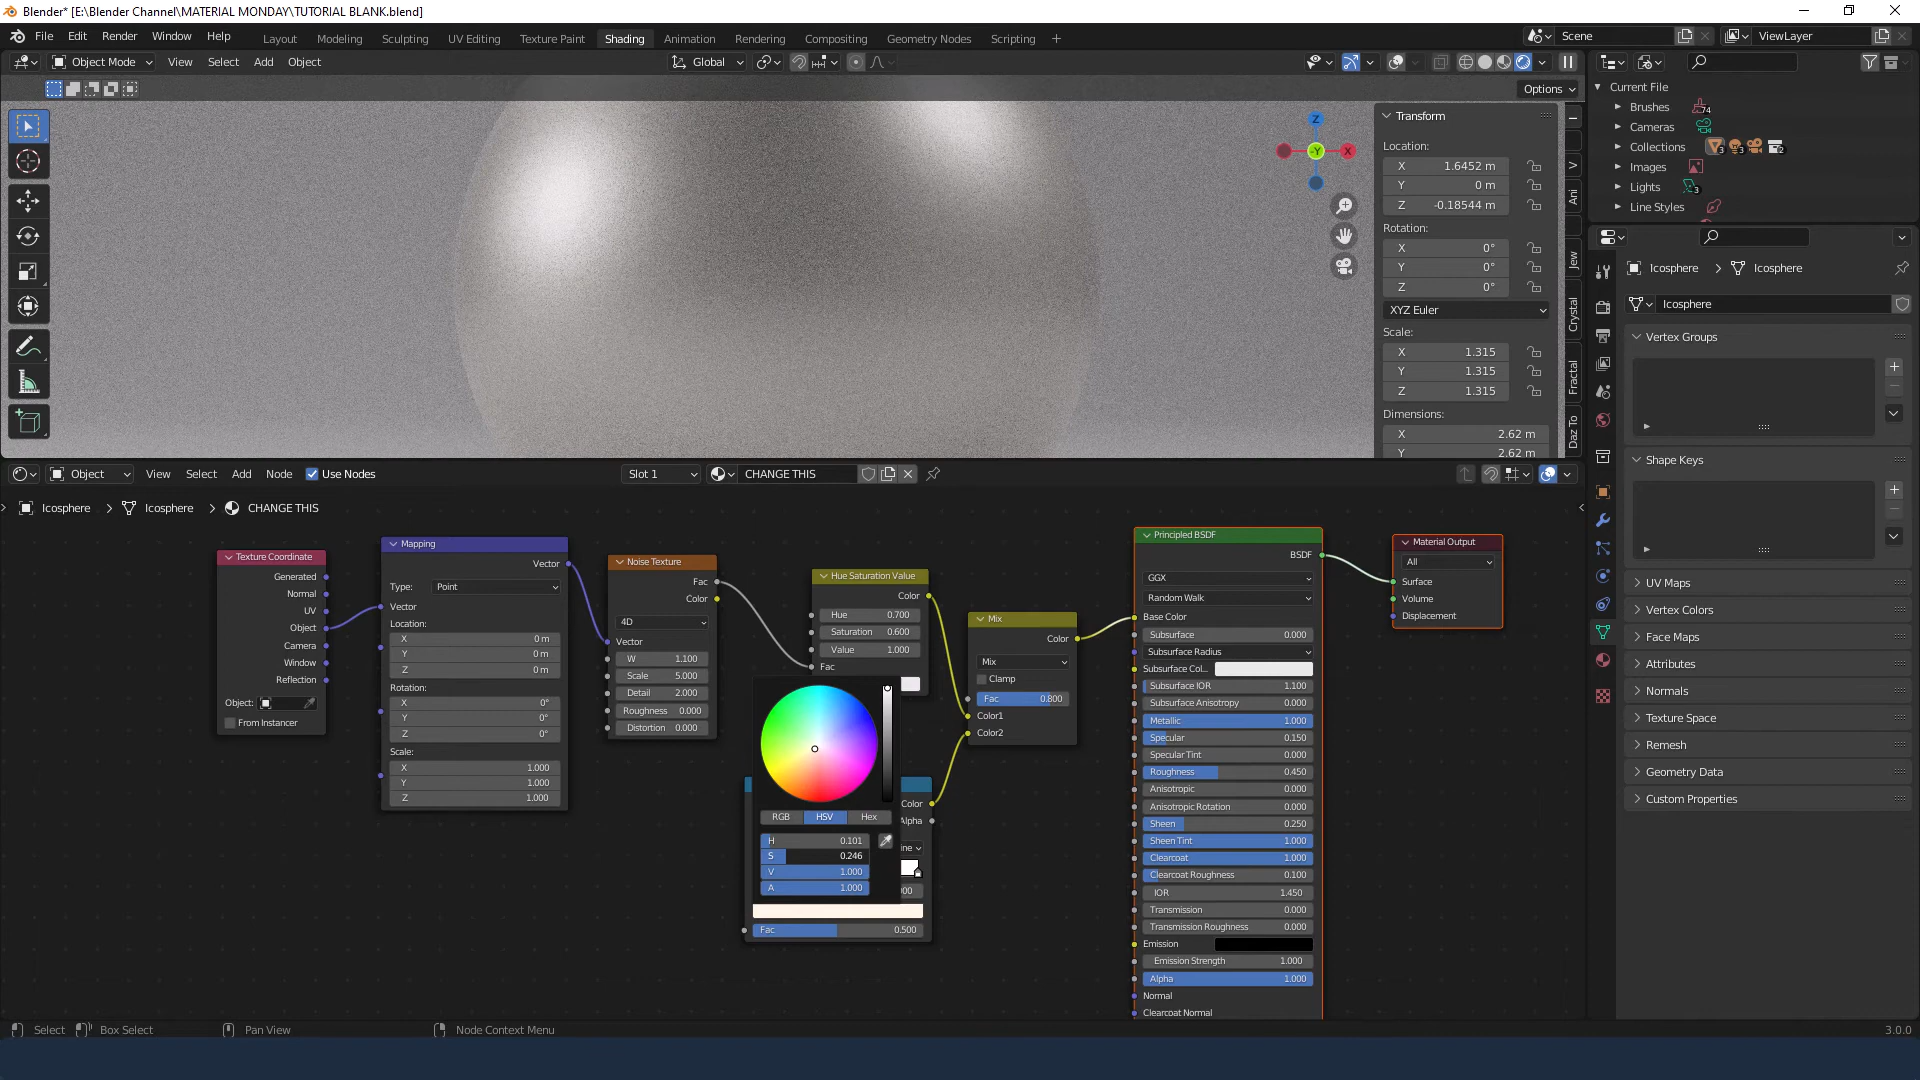 Blender* [E:\Blender Channel\MATERIAL MONDAY\TUTORIAL BLANK.blend]
File Edit Render Window Help
Layout Modeling Sculpting UV Editing Texture Paint Shading Animation Rendering Compositing Geometry Nodes Scripting +
Scene
ViewLayer
Object Mode View Select Add Object
Global
Options
Transform
Location:
X 1.6452 m
Y 0 m
Z -0.18544 m
Rotation:
X 0°
Y 0°
Z 0°
XYZ Euler
Scale:
X 1.315
Y 1.315
Z 1.315
Dimensions:
X 2.62 m
Y 2.62 m
Z
X
-Y
V
Ani
Jew
Crystal
Fractal
Daz To
Current File
Brushes 74
Cameras
Collections 3 3 2
Images
Lights 3
Line Styles
Icosphere > Icosphere
Icosphere
Vertex Groups
Shape Keys
UV Maps
Vertex Colors
Face Maps
Attributes
Normals
Texture Space
Remesh
Geometry Data
Custom Properties
Object View Select Add Node Use Nodes
Slot 1
CHANGE THIS
Icosphere > Icosphere > CHANGE THIS
Texture Coordinate
Generated
Normal
UV
Object
Camera
Window
Reflection
Object:
From Instancer
Mapping
Vector
Type: Point
Vector
Location:
X 0 m
Y 0 m
Z 0 m
Rotation:
X 0°
Y 0°
Z 0°
Scale:
X 1.000
Y 1.000
Z 1.000
Noise Texture
Fac
Color
4D
Vector
W 1.100
Scale 5.000
Detail 2.000
Roughness 0.000
Distortion 0.000
Hue Saturation Value
Color
Hue 0.700
Saturation 0.600
Value 1.000
Fac
RGB HSV Hex
H 0.101
S 0.246
V 1.000
A 1.000
Color
Alpha
Fac 0.500
Mix
Color
Mix
Clamp
Fac 0.800
Color1
Color2
Principled BSDF
BSDF
GGX
Random Walk
Base Color
Subsurface 0.000
Subsurface Radius
Subsurface Col...
Subsurface IOR 1.100
Subsurface Anisotropy 0.000
Metallic 1.000
Specular 0.150
Specular Tint 0.000
Roughness 0.450
Anisotropic 0.000
Anisotropic Rotation 0.000
Sheen 0.250
Sheen Tint 1.000
Clearcoat 1.000
Clearcoat Roughness 0.100
IOR 1.450
Transmission 0.000
Transmission Roughness 0.000
Emission
Emission Strength 1.000
Alpha 1.000
Normal
Clearcoat Normal
Material Output
All
Surface
Volume
Displacement
Select Box Select Pan View Node Context Menu
3.0.0